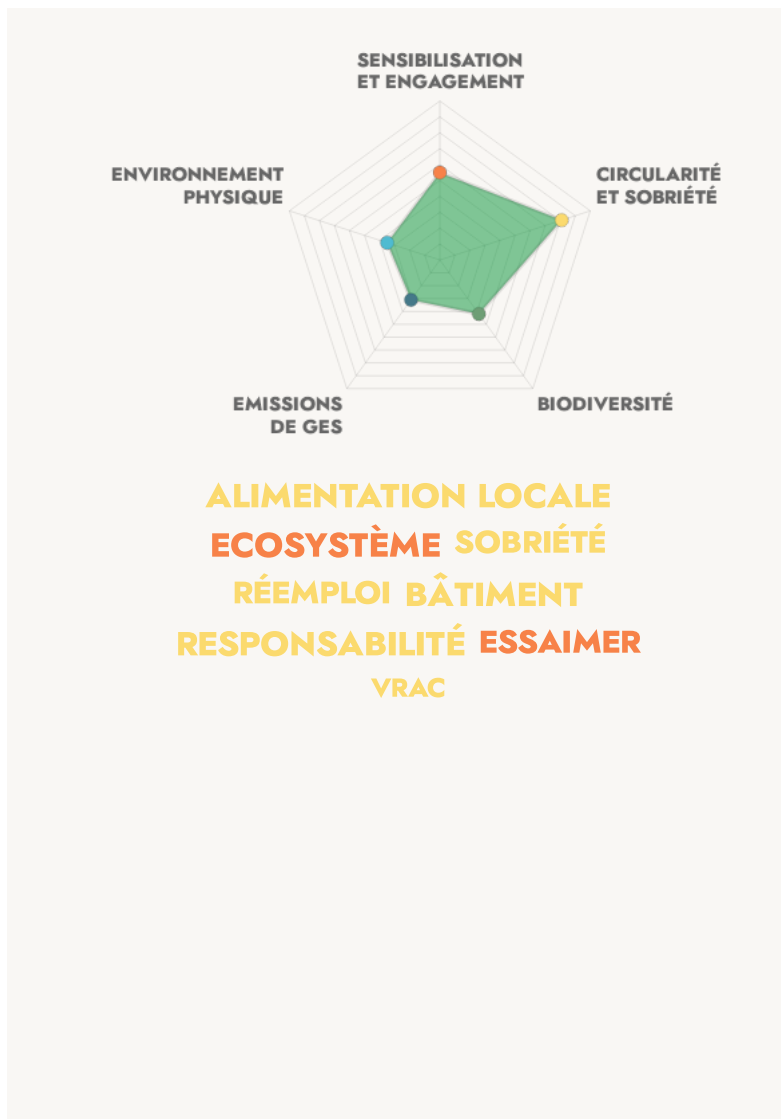 SENSIBILISATION
ET ENGAGEMENT
ENVIRONNEMENT
PHYSIQUE
CIRCULARITÉ
ET SOBRIÉTÉ
EMISSIONS
DE GES
BIODIVERSITÉ
ALIMENTATION LOCALE
ECOSYSTÈME SOBRIÉTÉ
RÉEMPLOI BÂTIMENT
RESPONSABILITÉ ESSAIMER
VRAC